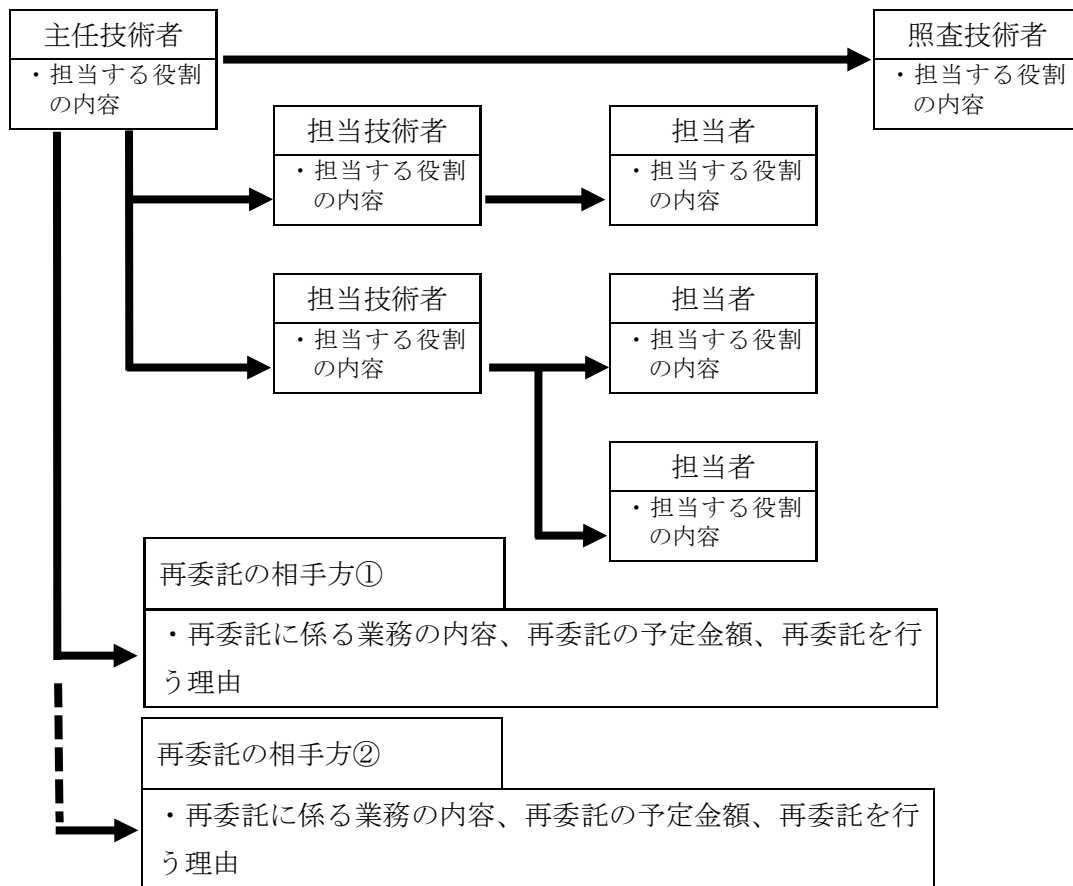 主任技術者
・担当する役割
の内容
照査技術者
・担当する役割
の内容
担当技術者
・担当する役割
の内容
担当者
・担当する役割
の内容
担当技術者
・担当する役割
の内容
担当者
・担当する役割
の内容
担当者
・担当する役割
の内容
再委託の相手方①
・再委託に係る業務の内容、再委託の予定金額、再委託を行
う理由
再委託の相手方②
・再委託に係る業務の内容、再委託の予定金額、再委託を行
う理由